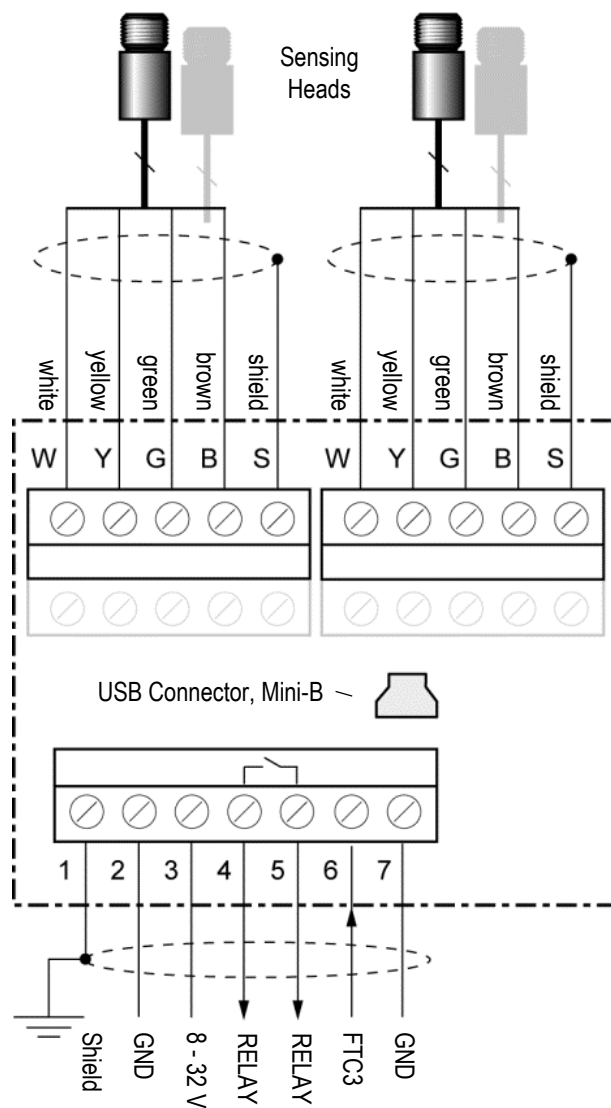 Sensing
Heads
white yellow green brown shield white yellow green brown shield
W Y G B S W Y G B S
USB Connector, Mini-B
1 2 3 4 5 6 7
Shield GND 8 - 32 V RELAY RELAY FTC3 GND